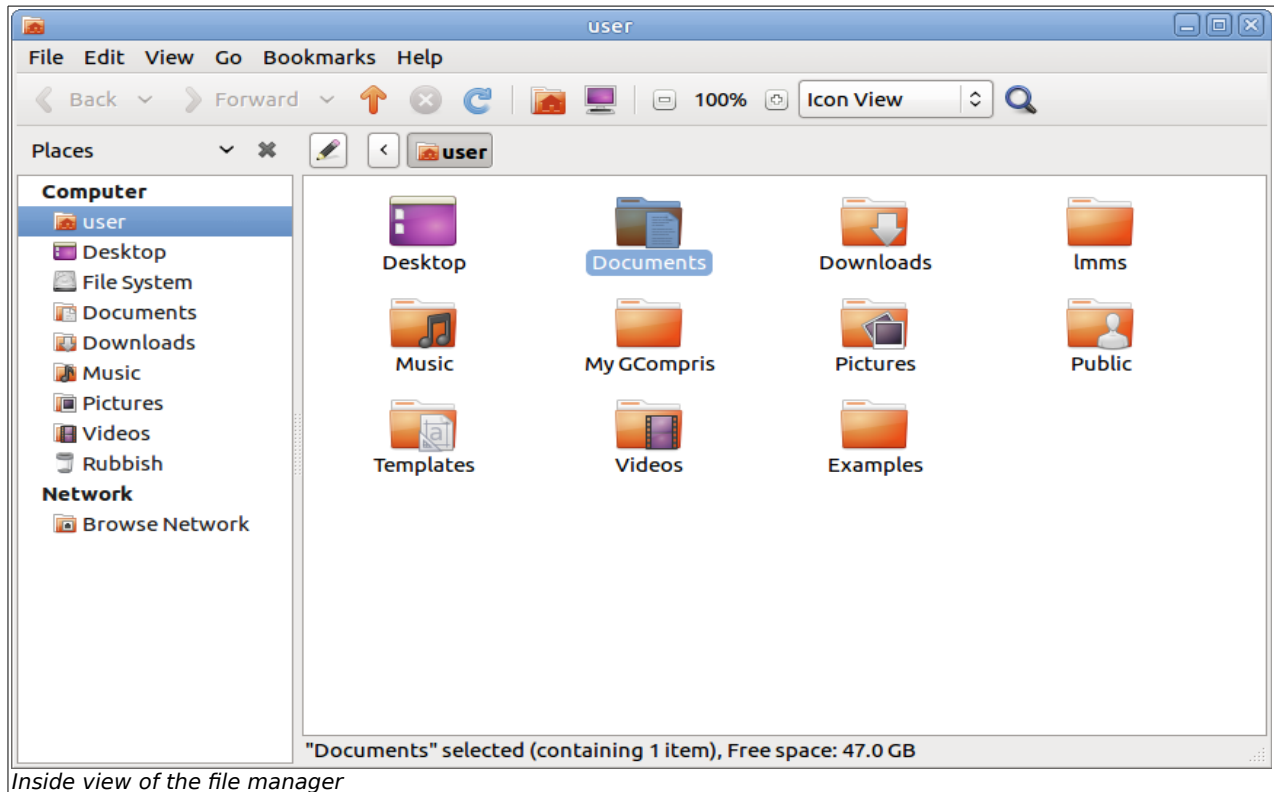 user
File Edit View Go Bookmarks Help
Back Forward 100% Icon View
Places user
Computer
user
Desktop
File System
Documents
Downloads
Music
Pictures
Videos
Rubbish
Network
Browse Network
Desktop Documents Downloads lmms
Music My GCompris Pictures Public
a
Templates Videos Examples
"Documents" selected (containing 1 item), Free space: 47.0 GB
Inside view of the file manager